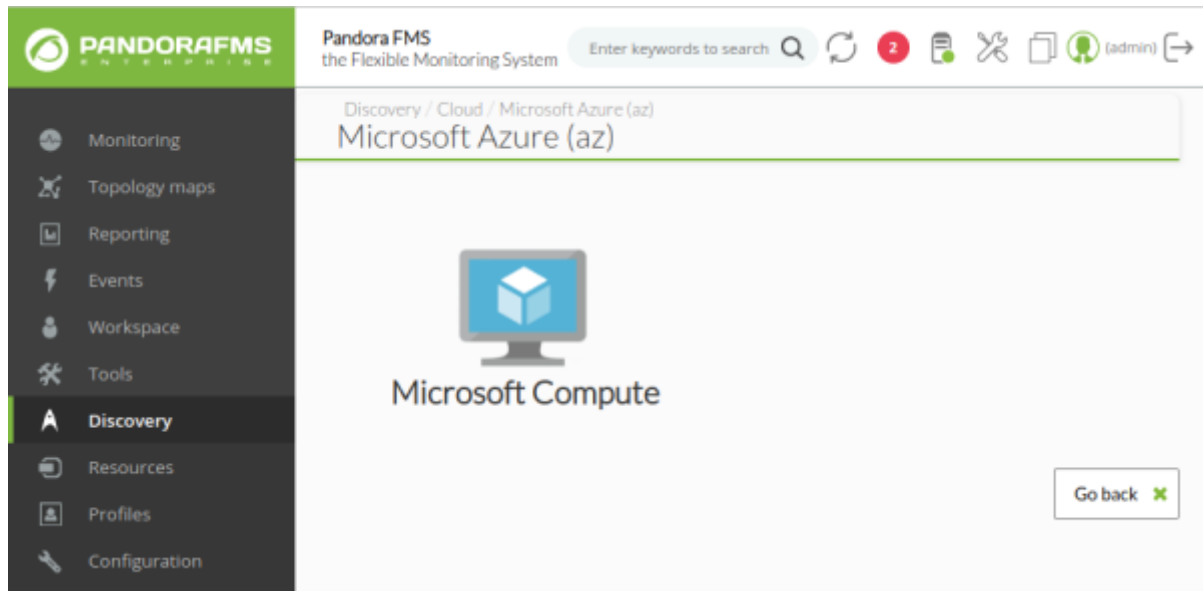 PANDORAFMS
ENTERPRISE
Pandora FMS
the Flexible Monitoring System
Enter keywords to search
2
(admin)
Monitoring
Topology maps
Reporting
Events
Workspace
Tools
Discovery
Resources
Profiles
Configuration
Discovery / Cloud / Microsoft Azure (az)
Microsoft Azure (az)
Microsoft Compute
Go back